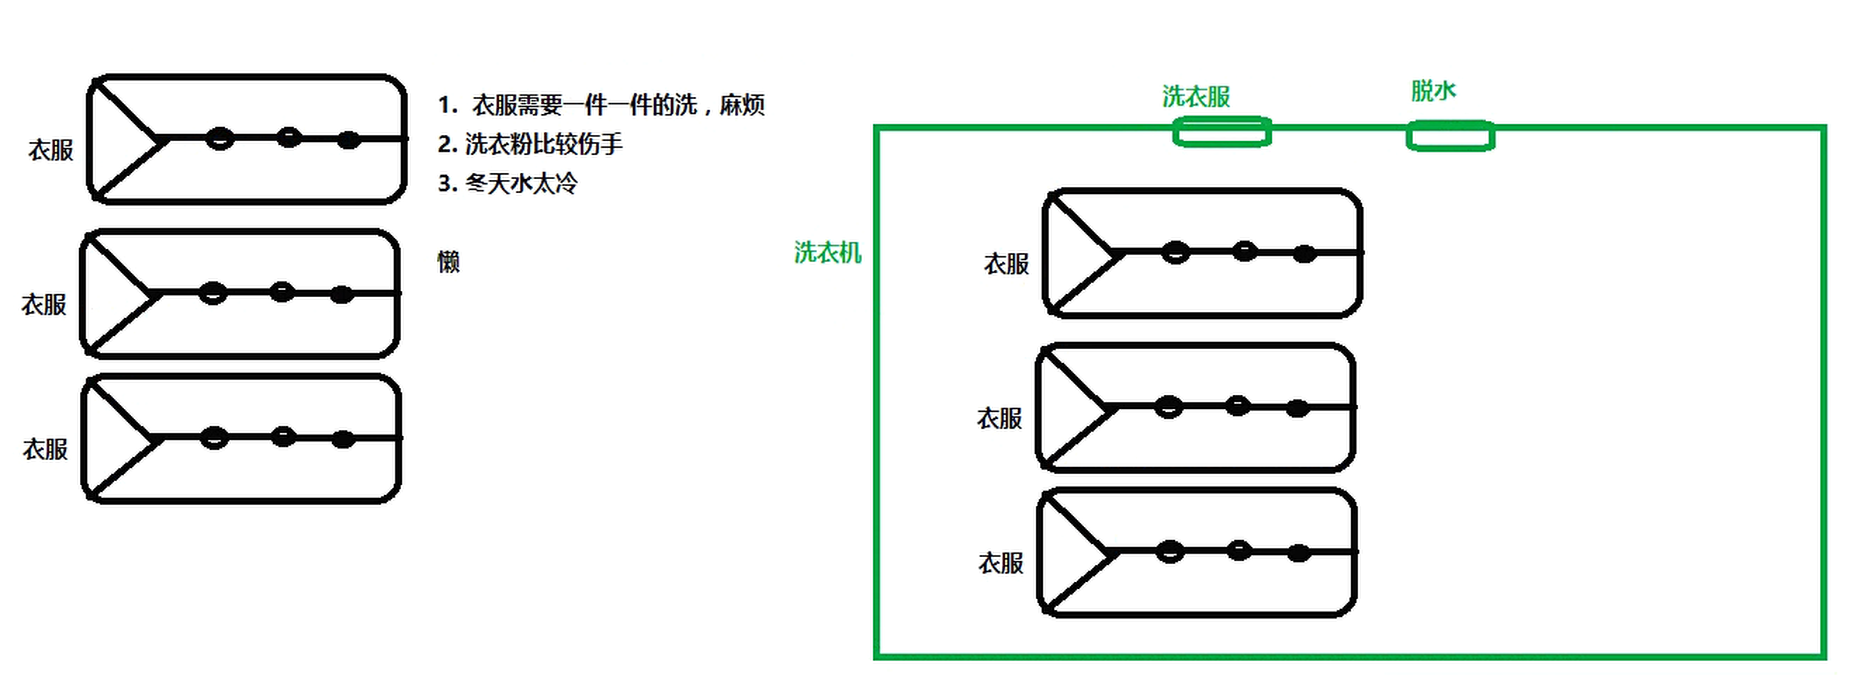 衣服
1. 衣服需要一件一件的洗，麻烦
2. 洗衣粉比较伤手
3. 冬天水太冷
衣服
懒
衣服
洗衣服
脱水
洗衣机
衣服
衣服
衣服